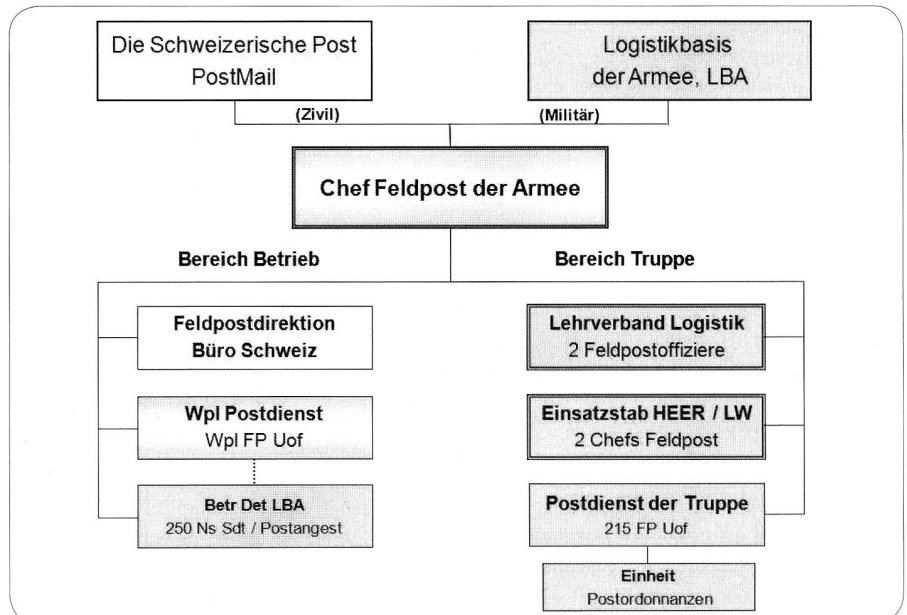 Die Schweizerische Post
PostMail
Logistikbasis
der Armee, LBA
(Zivil)
(Militär)
Chef Feldpost der Armee
Bereich Betrieb
Bereich Truppe
Feldpostdirektion
Büro Schweiz
Wpl Postdienst
Wpl FP Uof
Betr Det LBA
250 Ns Sdt / Postangest
Lehrverband Logistik
2 Feldpostoffiziere
Einsatzstab HEER / LW
2 Chefs Feldpost
Postdienst der Truppe
215 FP Uof
Einheit
Postordonnanzen